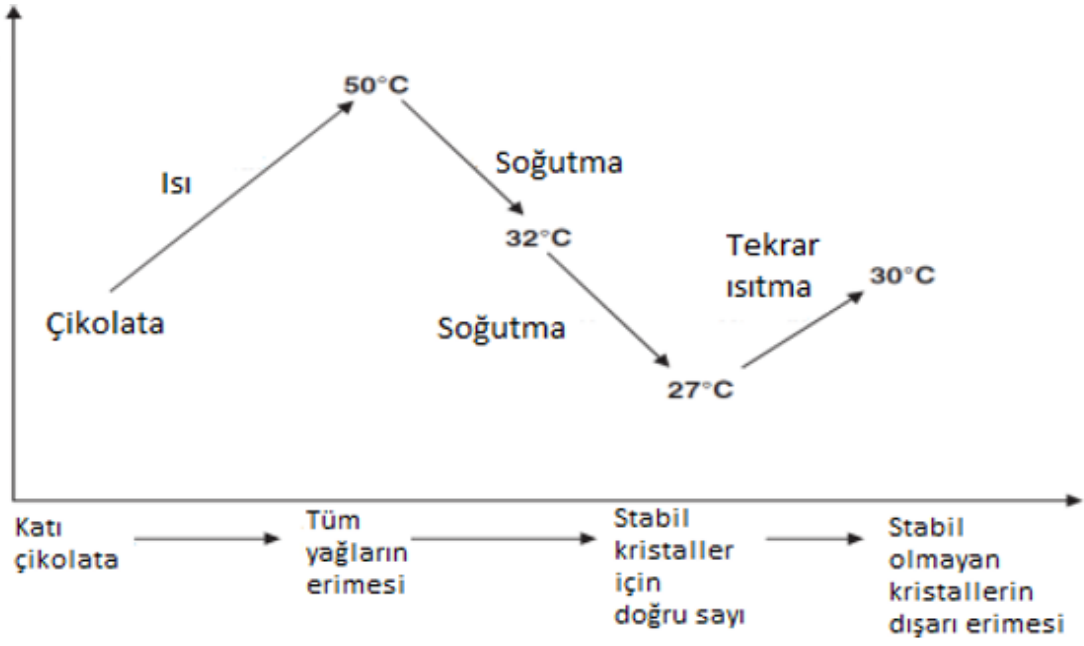 50°C
Soğutma
Isı
32°C
Tekrar
ısıtma
30°C
Çikolata
Soğutma
27°C
Katı
çikolata
Tüm
yağların
erimesi
Stabil
kristaller
için
doğru sayı
Stabil
olmayan
kristallerin
dışarı erimesi